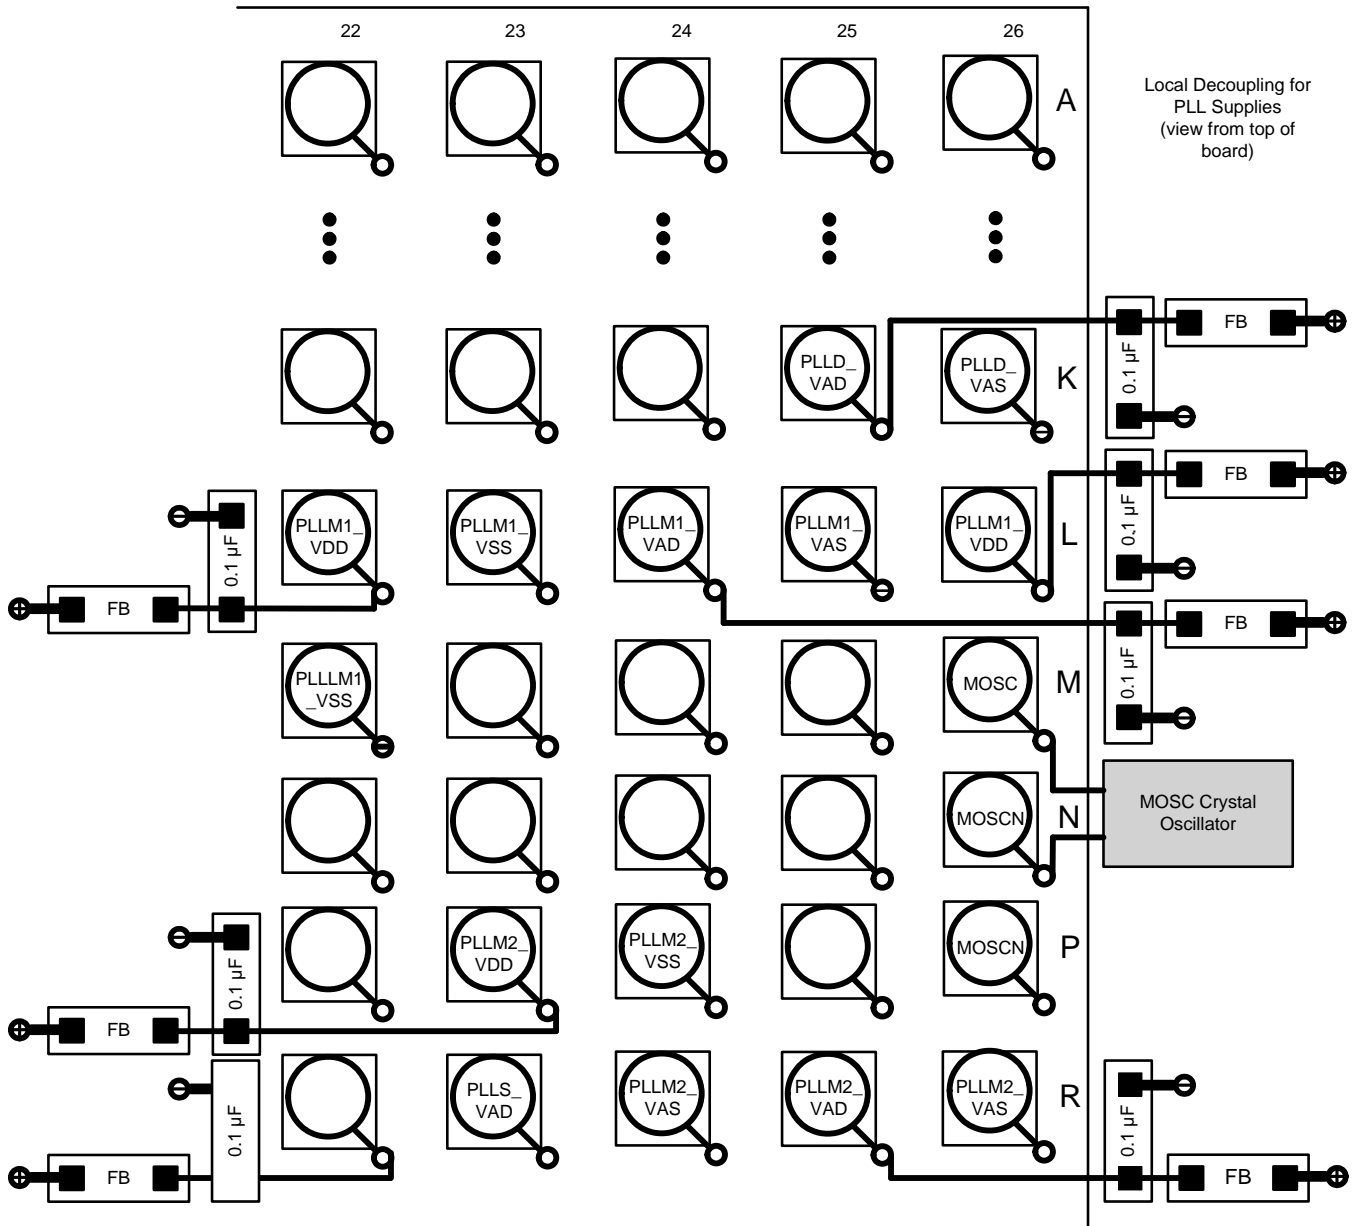 22 23 24 25 26
A
Local Decoupling for
PLL Supplies
(view from top of
board)
PLLD_
VAD
PLLD_
VAS
K
0.1 µF
FB
PLLM1_
VDD
PLLM1_
VSS
PLLM1_
VAD
PLLM1_
VAS
PLLM1_
VDD
L
0.1 µF
FB
0.1 µF
FB
PLLLM1
_VSS
MOSC
M
0.1 µF
FB
MOSCN
N
MOSC Crystal
Oscillator
PLLM2_
VDD
PLLM2_
VSS
MOSCN
P
0.1 µF
FB
PLLS_
VAD
PLLM2_
VAS
PLLM2_
VAD
PLLM2_
VAS
R
0.1 µF
FB
0.1 µF
FB